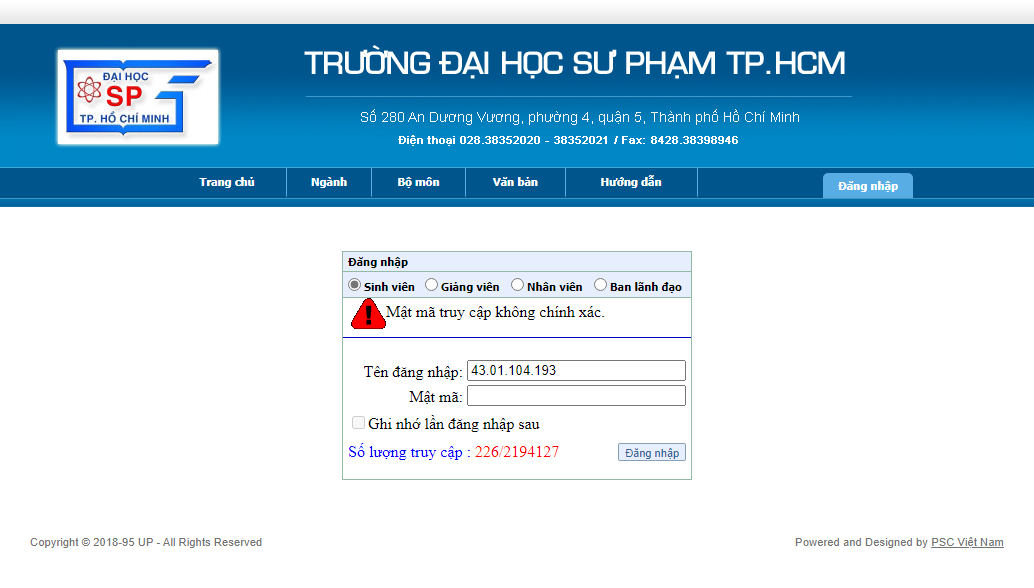 ĐẠI HỌC
SP
TP. HỒ CHÍ MINH
TRƯỜNG ĐẠI HỌC SƯ PHẠM TP.HCM
Số 280 An Dương Vương, phường 4, quận 5, Thành phố Hồ Chí Minh
Điện thoại 028.38352020 - 38352021 / Fax: 8428.38398946
Trang chủ Ngành Bộ môn Văn bản Hướng dẫn Đăng nhập
Đăng nhập
Sinh viên Giảng viên Nhân viên Ban lãnh đạo
Mật mã truy cập không chính xác.
Tên đăng nhập: 43.01.104.193
Mật mã:
Ghi nhớ lần đăng nhập sau
Số lượng truy cập : 226/2194127 Đăng nhập
Copyright © 2018-95 UP - All Rights Reserved Powered and Designed by PSC Việt Nam